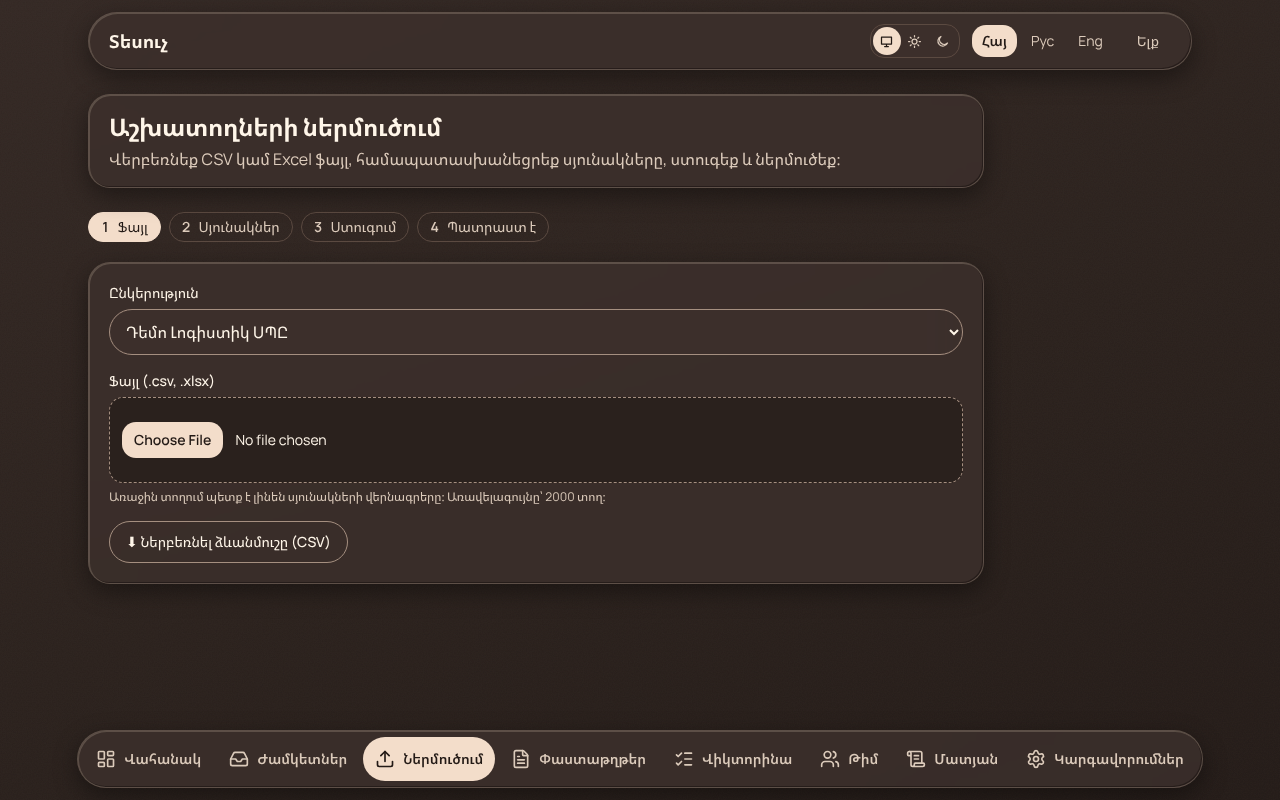 Տեսուչ
Հայ Рус Eng Ելք
Աշխատողների ներմուծում
Վերբեռնեք CSV կամ Excel ֆայլ, համապատասխանեցրեք սյունակները, ստուգեք և ներմուծեք:
1 Ֆայլ 2 Սյունակներ 3 Ստուգում 4 Պատրաստ է
Ընկերություն
Դեմո Լոգիստիկ ՍՊԸ
Ֆայլ (.csv, .xlsx)
Choose File No file chosen
Առաջին տողում պետք է լինեն սյունակների վերնագրերը: Առավելագույնը՝ 2000 տող:
⬇ Ներբեռնել ձևանմուշը (CSV)
Վահանակ Ժամկետներ Ներմուծում Փաստաթղթեր Վիկտորինա Թիմ Մատյան Կարգավորումներ